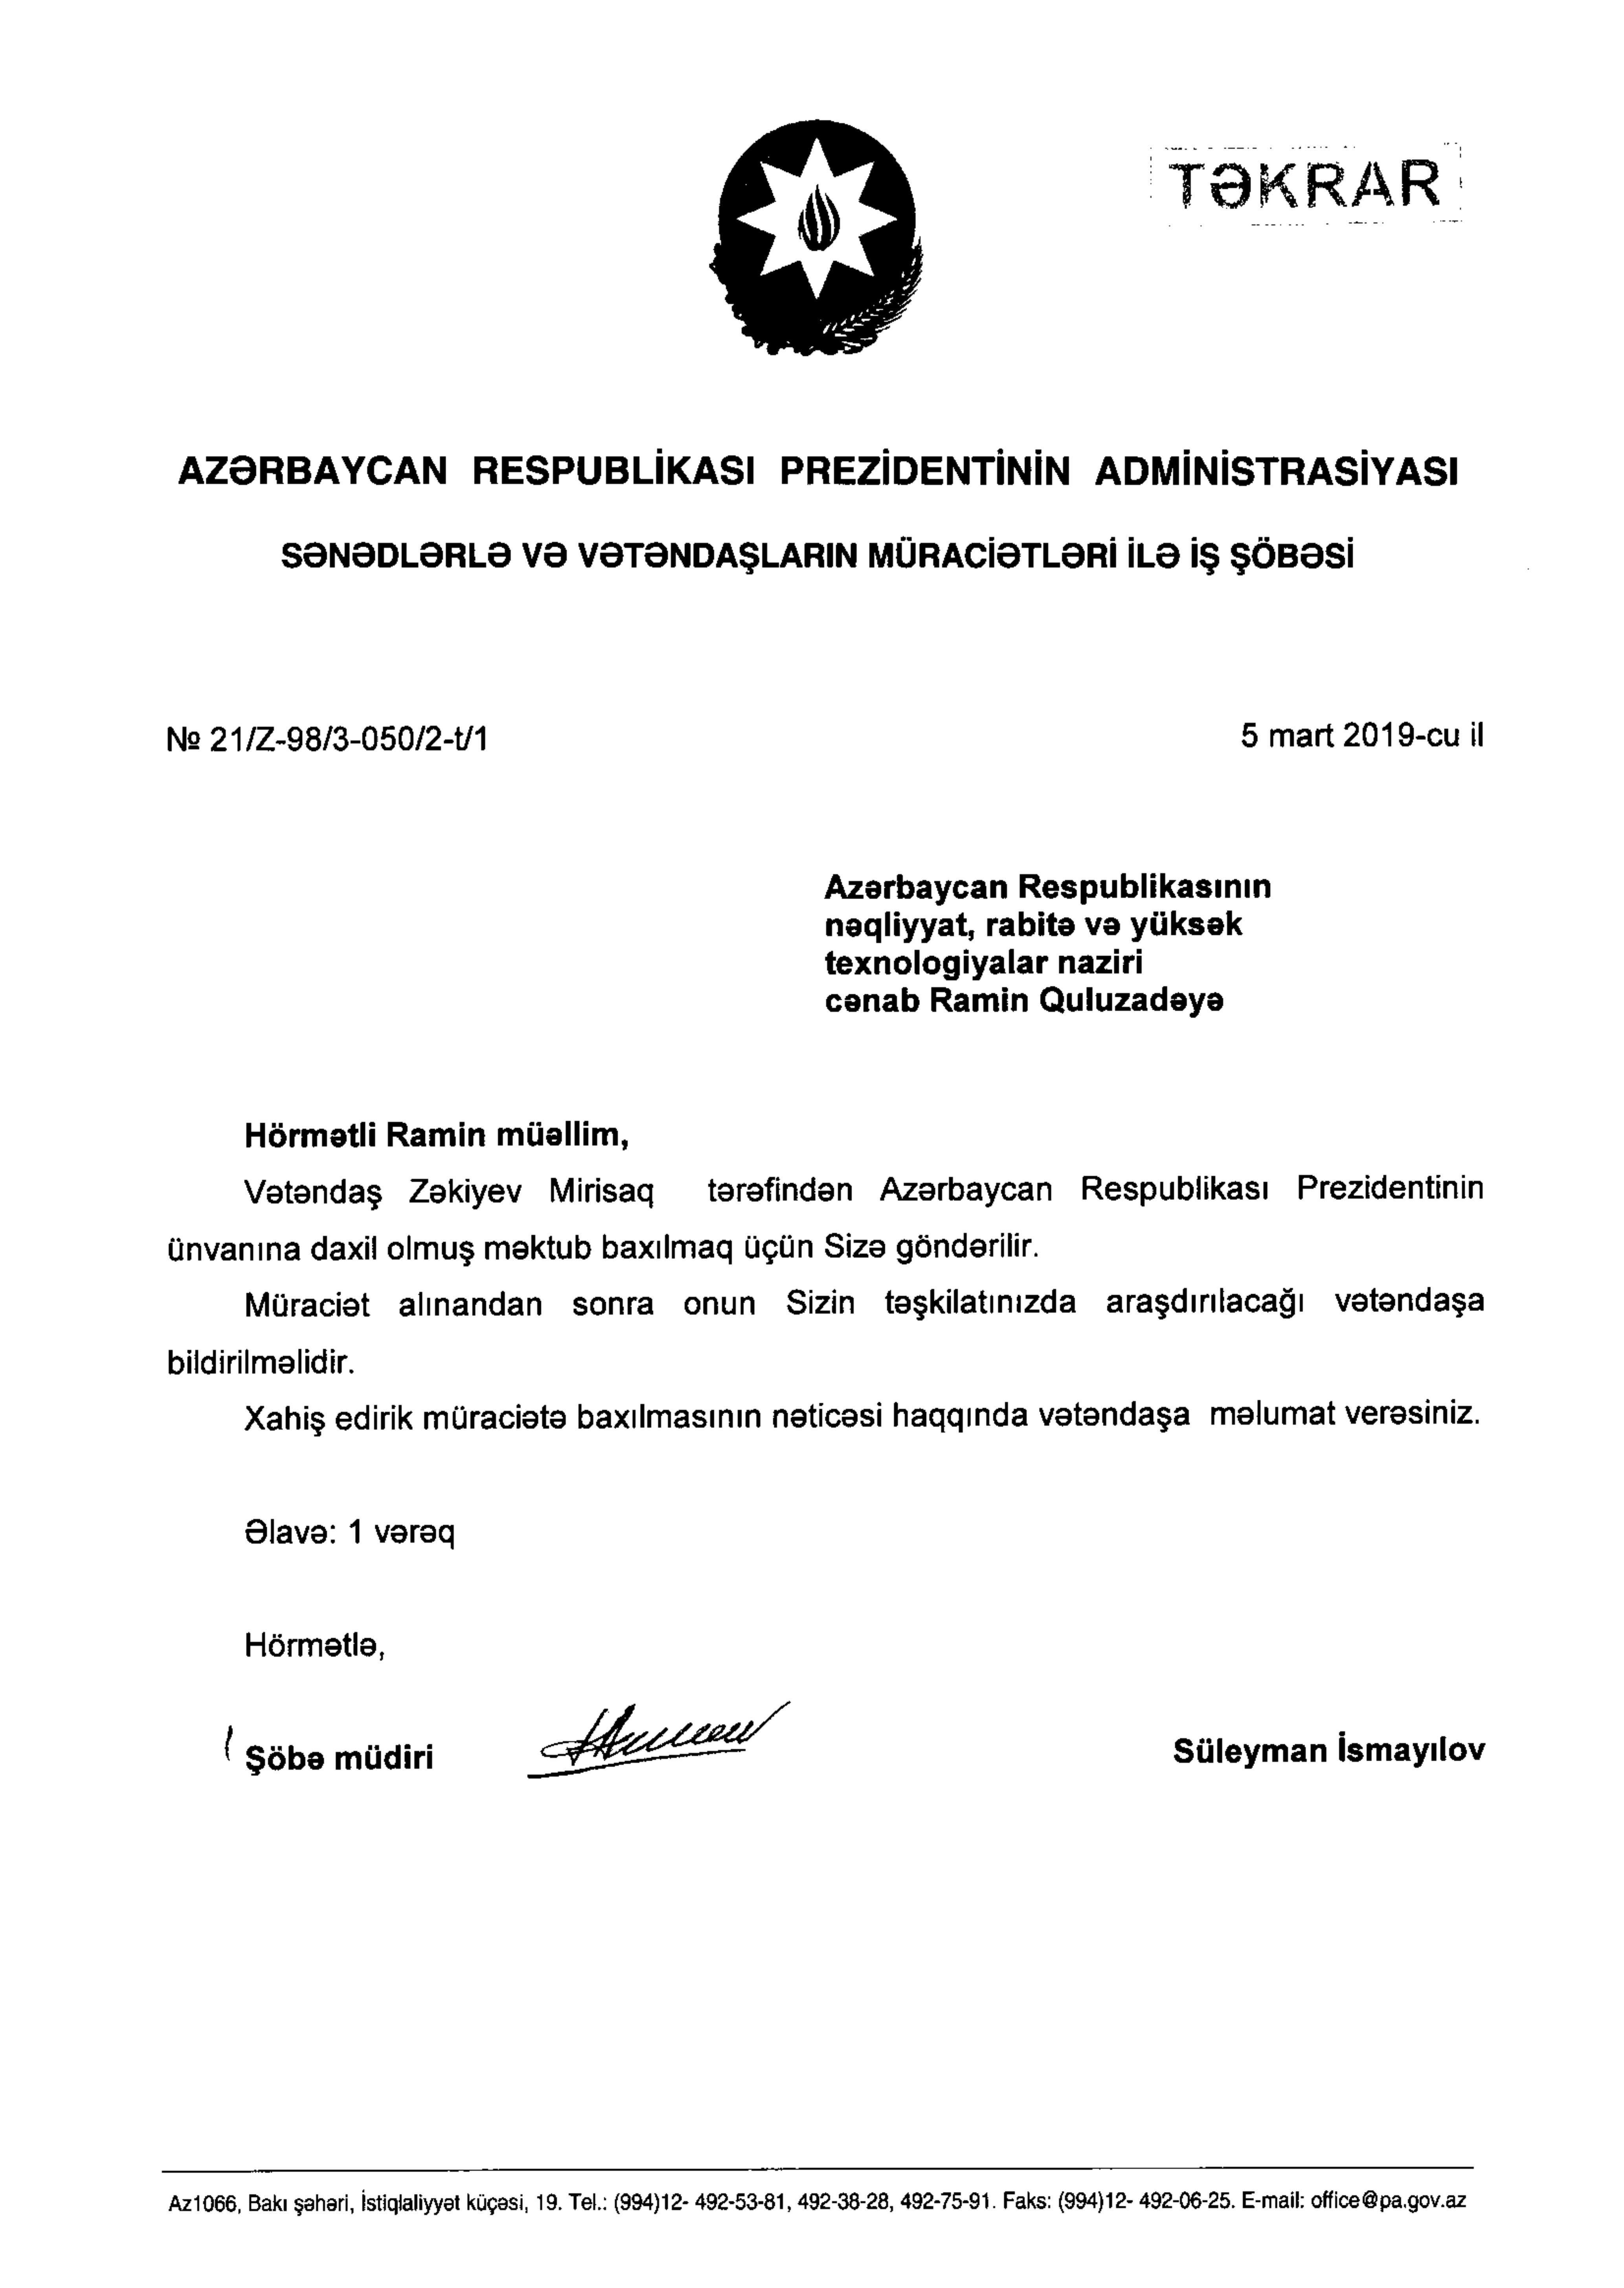 TƏKRAR
AZƏRBAYCAN RESPUBLİKASI PREZİDENTİNİN ADMİNİSTRASİYASI
SƏNƏDLƏRLƏ VƏ VƏTƏNDAŞLARIN MÜRACİƏTLƏRİ İLƏ İŞ ŞÖBƏSİ
№ 21/Z-98/3-050/2-t/1
5 mart 2019-cu il
Azərbaycan Respublikasının
nəqliyyat, rabitə və yüksək
texnologiyalar naziri
cənab Ramin Quluzadəyə
Hörmətli Ramin müəllim,
Vətəndaş Zəkiyev Mirisaq tərəfindən Azərbaycan Respublikası Prezidentinin
ünvanına daxil olmuş məktub baxılmaq üçün Sizə göndərilir.
Müraciət alınandan sonra onun Sizin təşkilatınızda araşdırılacağı vətəndaşa
bildirilməlidir.
Xahiş edirik müraciətə baxılmasının nəticəsi haqqında vətəndaşa məlumat verəsiniz.
Əlavə: 1 vərəq
Hörmətlə,
Şöbə müdiri
Süleyman İsmayılov
Az1066, Bakı şəhəri, İstiqlaliyyət küçəsi, 19. Tel.: (994)12- 492-53-81, 492-38-28, 492-75-91. Faks: (994)12- 492-06-25. E-mail: office@pa.gov.az